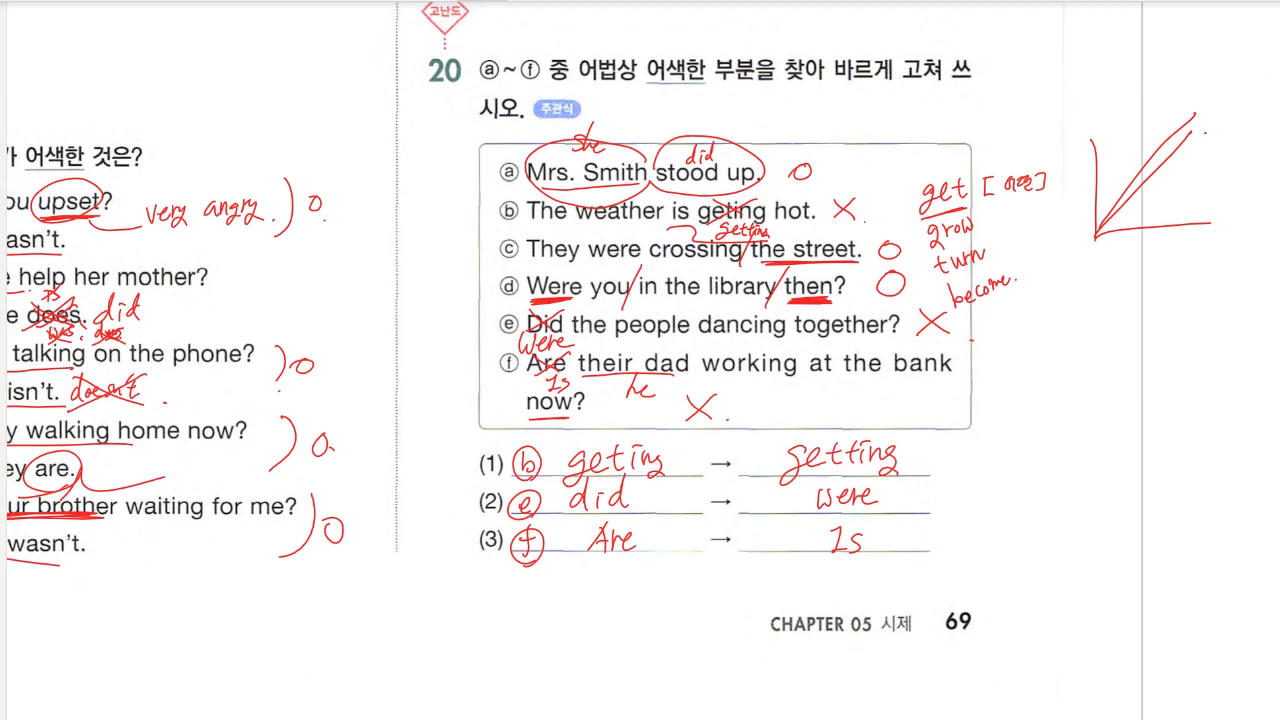 가 어색한 것은?
ou upset?
very angry. O
asn't.
e help her mother?
is
e does. did
was does
talking on the phone?
O
isn't. doesn't
y walking home now?
O
ey are.
ur brother waiting for me?
O
wasn't.
고난도
20 ⓐ~ⓕ 중 어법상 어색한 부분을 찾아 바르게 고쳐 쓰
시오. 주관식
she did
ⓐ Mrs. Smith stood up. O
ⓑ The weather is geting hot. X
getting
ⓒ They were crossing the street. O
ⓓ Were you in the library then? O
ⓔ Did the people dancing together? X
were
ⓕ Are their dad working at the bank
Is he
now? X
get
grow
turn
become.
(1) ⓑ geting → getting
(2) ⓔ did → were
(3) ⓕ Are → Is
CHAPTER 05 시제 69